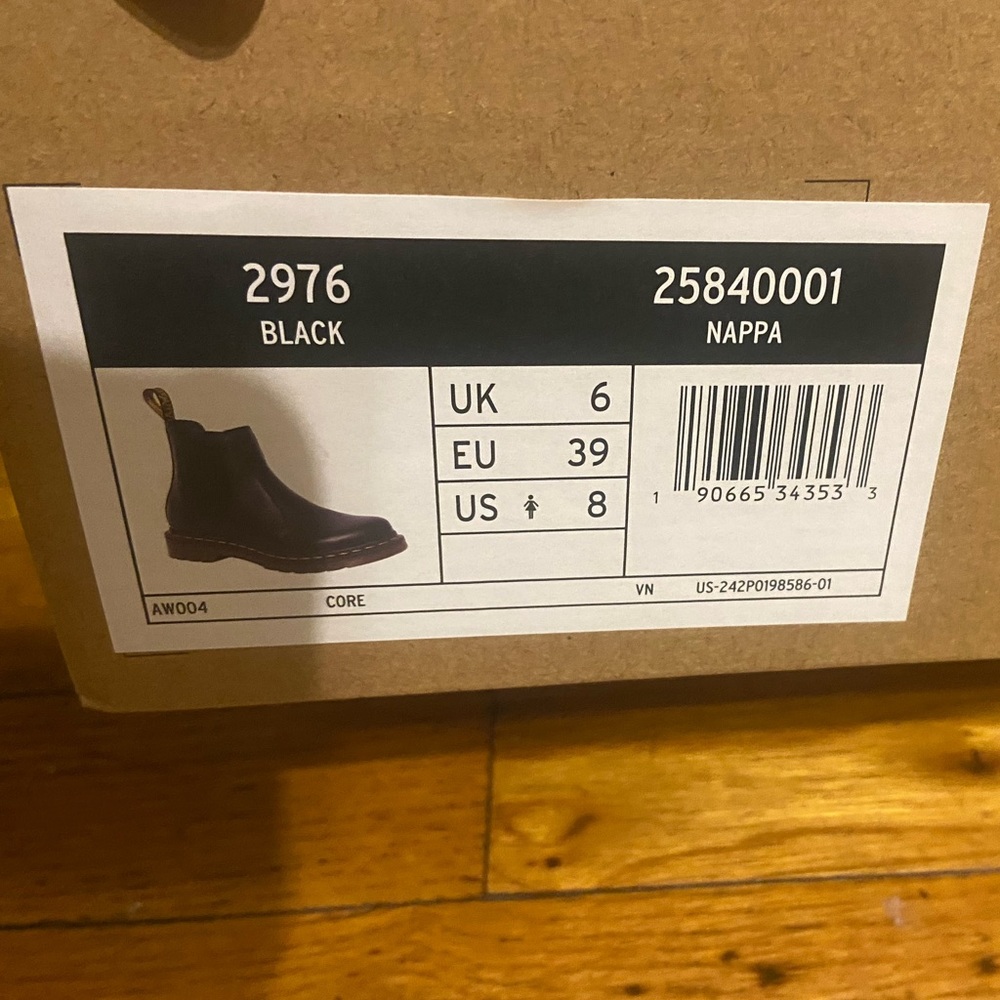 2976
BLACK
25840001
NAPPA
UK 6
EU 39
US 8
1 90665 34353 3
AW004 CORE VN US-242P0198586-01